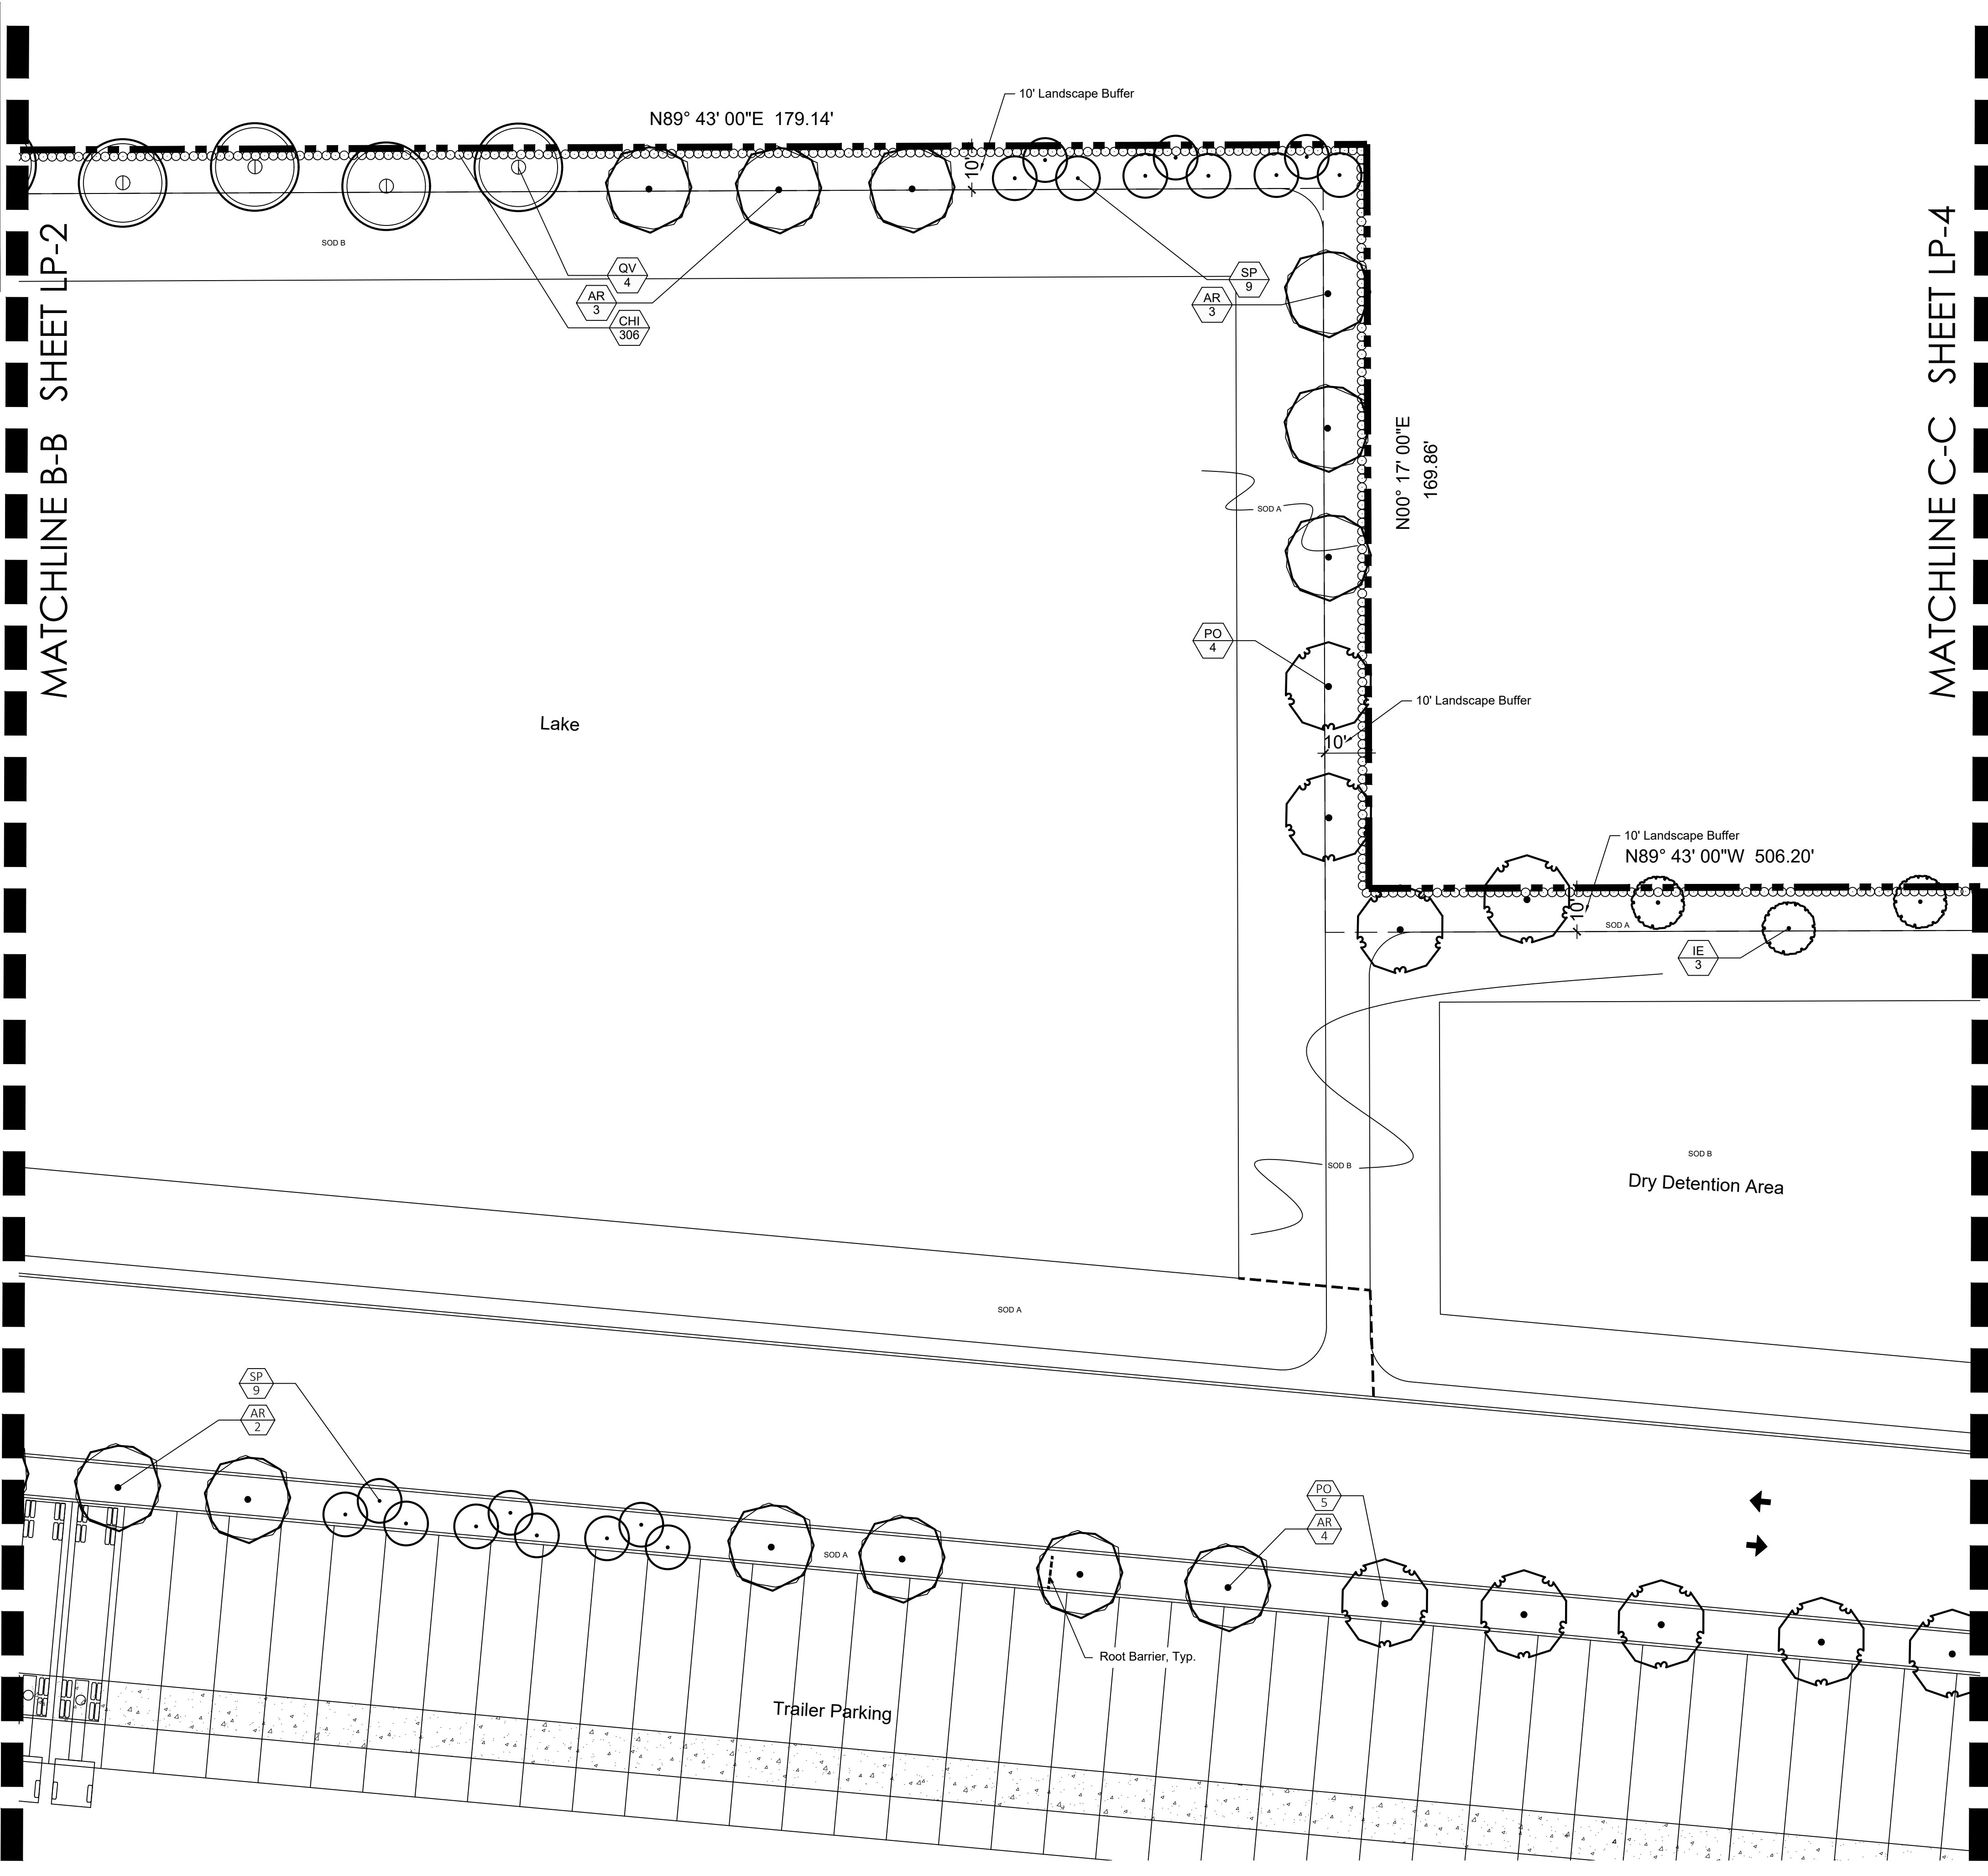 10' Landscape Buffer
N89° 43' 00"E 179.14'
10'
MATCHLINE B-B SHEET LP-2
MATCHLINE C-C SHEET LP-4
SOD B
QV
4
AR
3
CHI
306
SP
9
AR
3
N00° 17' 00"E
169.86'
SOD A
PO
4
10' Landscape Buffer
10'
Lake
10' Landscape Buffer
N89° 43' 00"W 506.20'
10'
SOD A
IE
3
SOD B
SOD B
Dry Detention Area
SOD A
SP
9
AR
2
PO
5
AR
4
SOD A
Root Barrier, Typ.
Trailer Parking